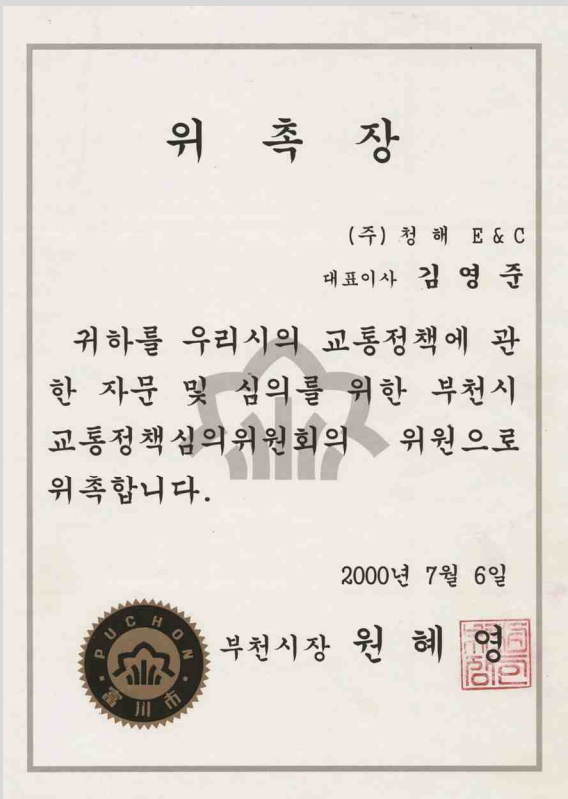 위 촉 장
(주) 청 해 E & C
대표이사 김 영 준
귀하를 우리시의 교통정책에 관
한 자문 및 심의를 위한 부천시
교통정책심의위원회의 위원으로
위촉합니다.
2000년 7월 6일
부천시장 원 혜 영
PUCHON
富川市